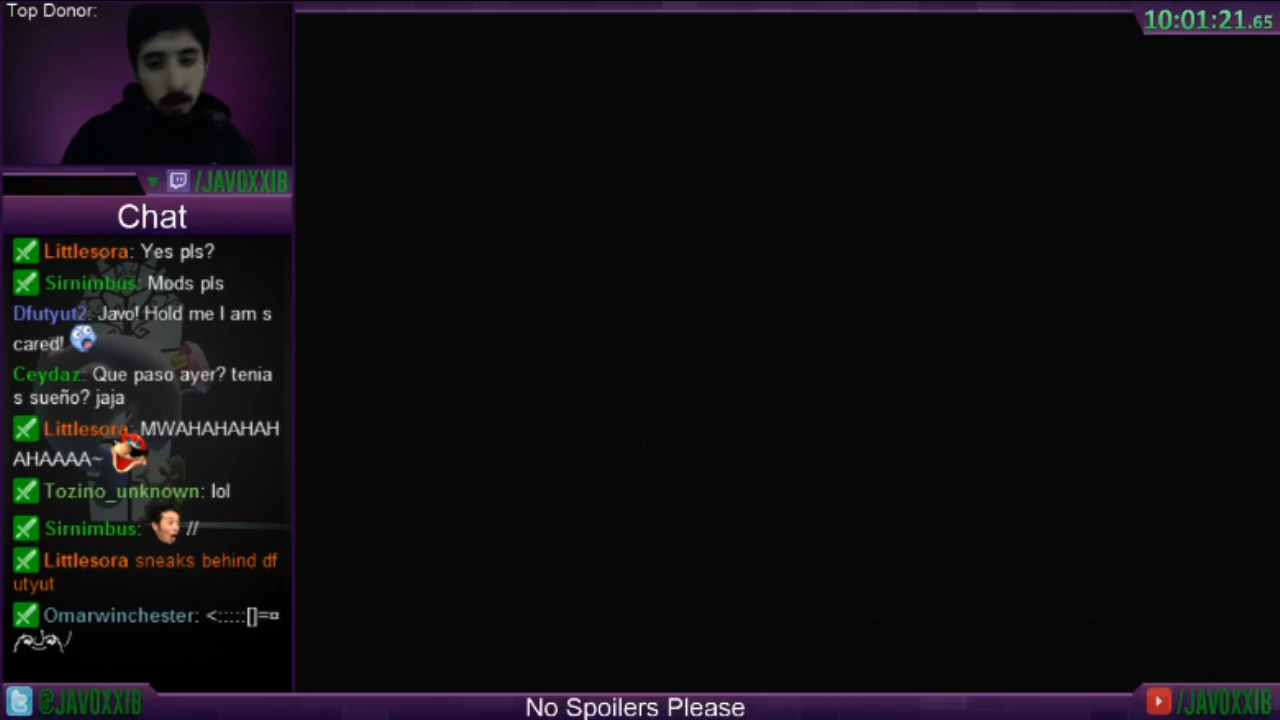 Top Donor:
10:01:21.65
/JAVOXXIB
Chat
Littlesora: Yes pls?
Sirnimbus: Mods pls
Dfutyut2: Javo! Hold me I am s
cared!
Ceydaz: Que paso ayer? tenia
s sueño? jaja
Littlesora: MWAHAHAHAH
AHAAAA~
Tozino_unknown: lol
Sirnimbus: //
Littlesora sneaks behind df
utyut
Omarwinchester: <:::::[]=¤
@JAVOXXIB
No Spoilers Please
/JAVOXXIB